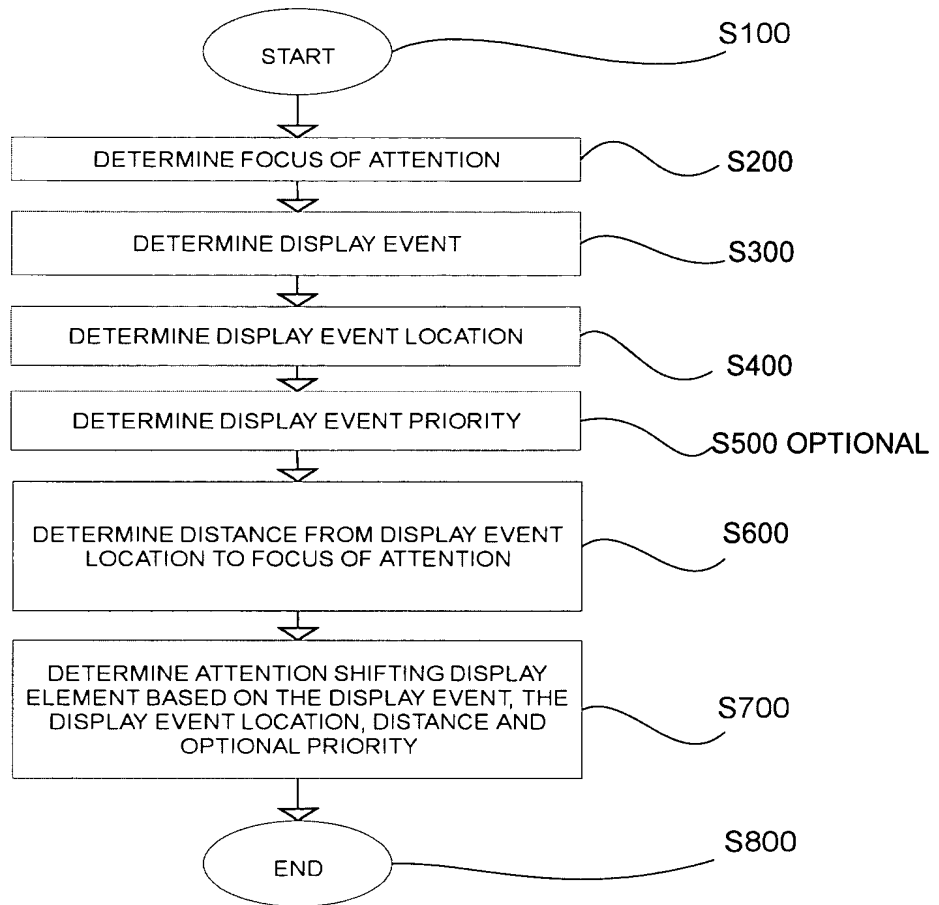 START
S100
DETERMINE FOCUS OF ATTENTION
S200
DETERMINE DISPLAY EVENT
S300
DETERMINE DISPLAY EVENT LOCATION
S400
DETERMINE DISPLAY EVENT PRIORITY
S500 OPTIONAL
DETERMINE DISTANCE FROM DISPLAY EVENT
LOCATION TO FOCUS OF ATTENTION
S600
DETERMINE ATTENTION SHIFTING DISPLAY
ELEMENT BASED ON THE DISPLAY EVENT, THE
DISPLAY EVENT LOCATION, DISTANCE AND
OPTIONAL PRIORITY
S700
END
S800